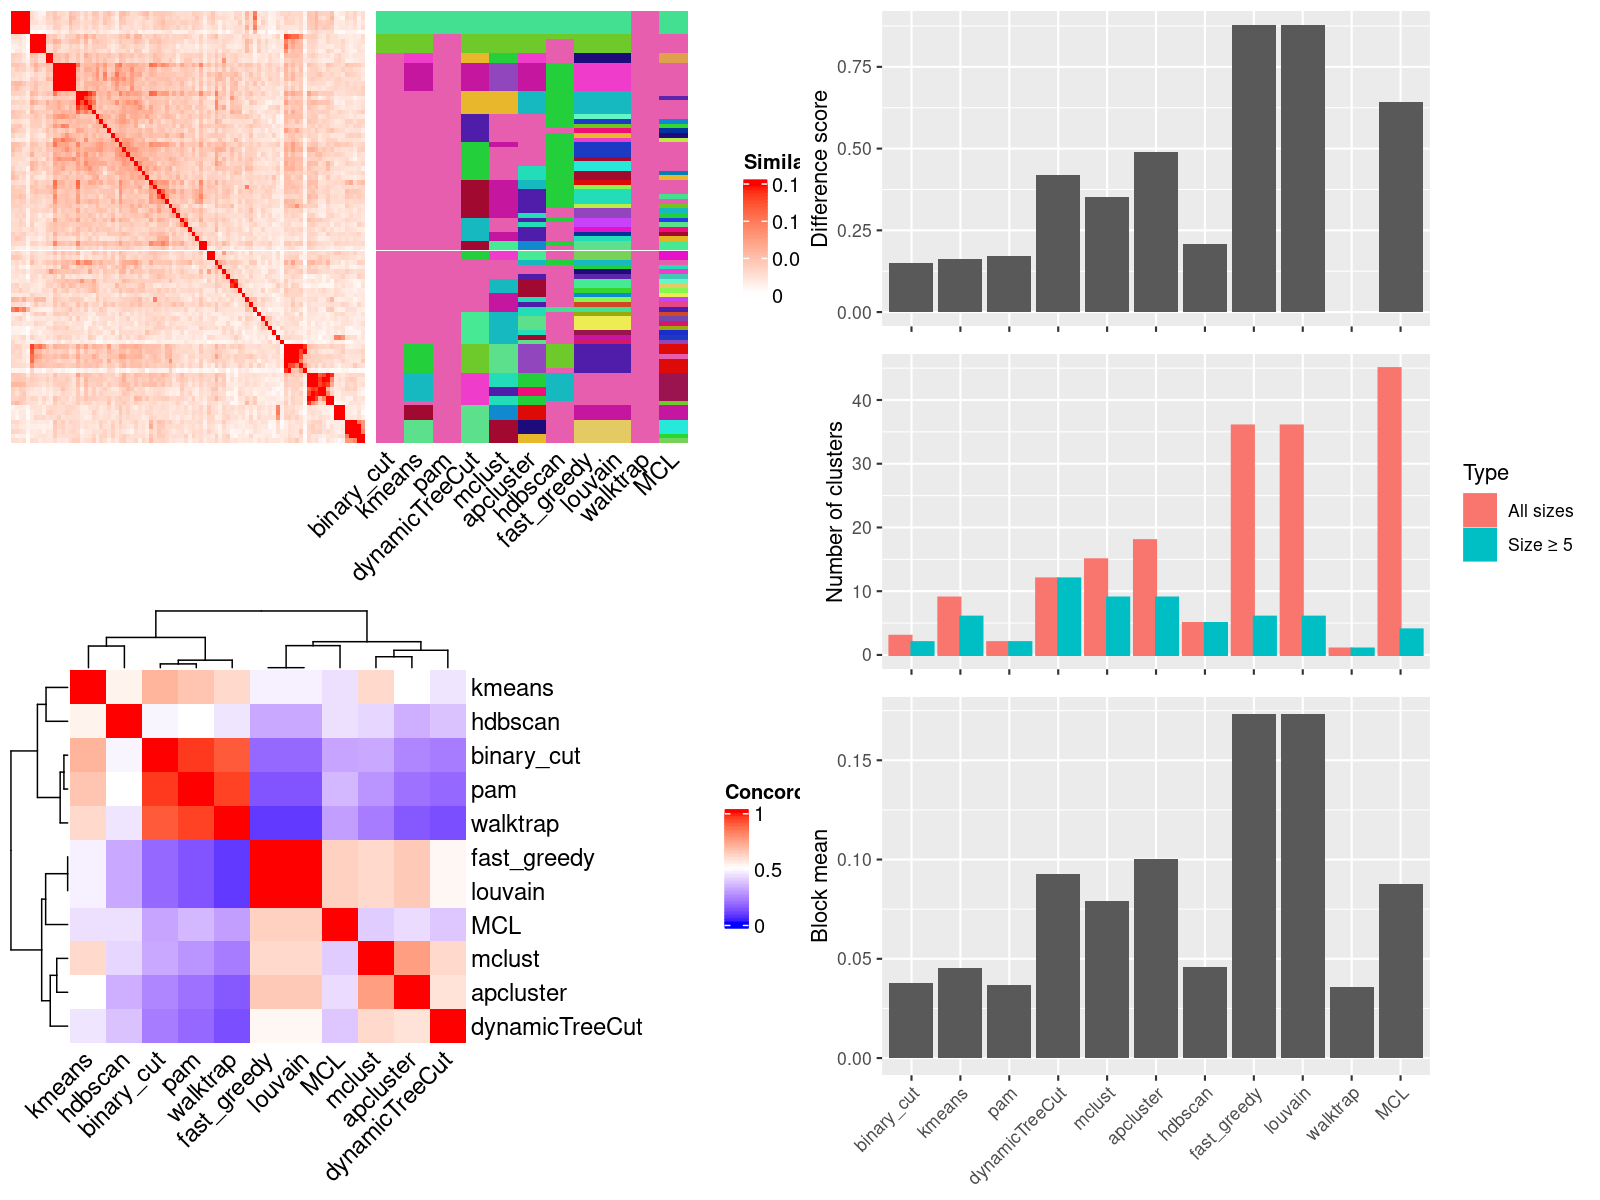 Simila
0.1
0.1
0.0
0
binary_cut
kmeans
pam
dynamicTreeCut
mclust
apcluster
hdbscan
fast_greedy
louvain
walktrap
MCL
kmeans
hdbscan
binary_cut
pam
walktrap
fast_greedy
louvain
MCL
mclust
apcluster
dynamicTreeCut
kmeans
hdbscan
binary_cut
pam
walktrap
fast_greedy
louvain
MCL
mclust
apcluster
dynamicTreeCut
Concord
1
0.5
0
Difference score
0.75
0.50
0.25
0.00
Number of clusters
40
30
20
10
0
Type
All sizes
Size ≥ 5
Block mean
0.15
0.10
0.05
0.00
binary_cut
kmeans
pam
dynamicTreeCut
mclust
apcluster
hdbscan
fast_greedy
louvain
walktrap
MCL